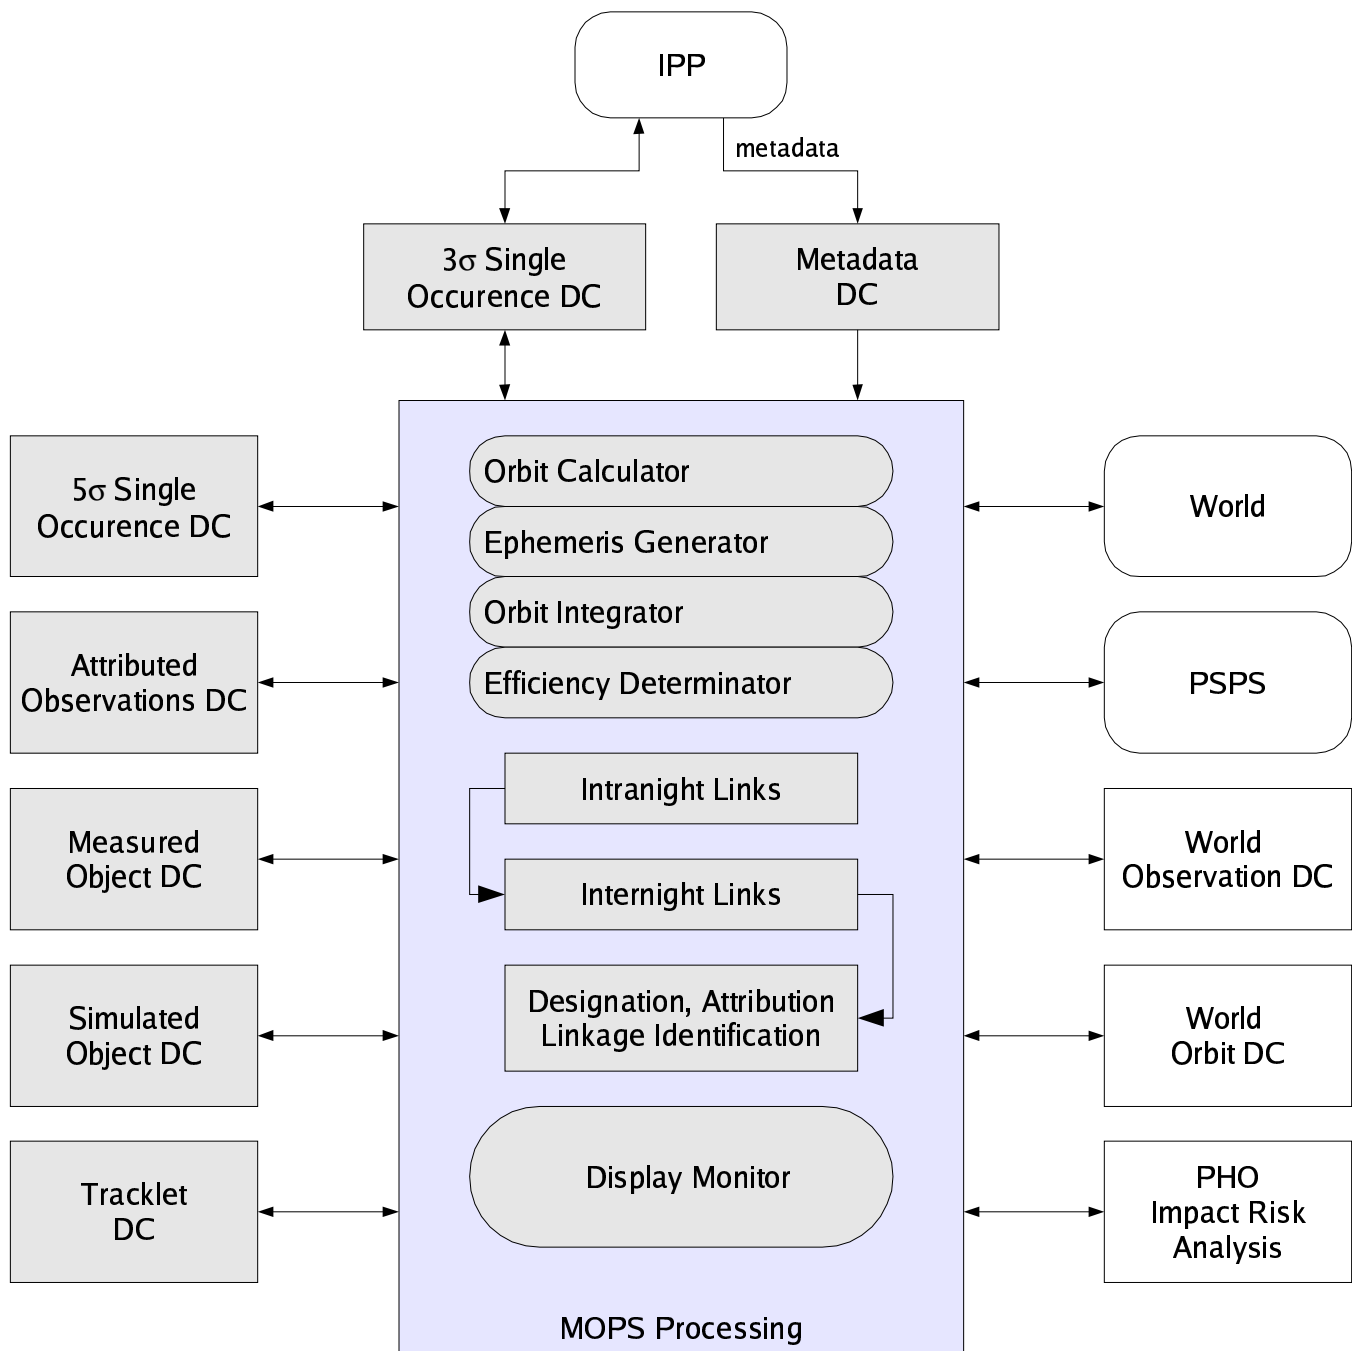 IPP
metadata
3σ Single
Occurence DC
Metadata
DC
5σ Single
Occurence DC
Attributed
Observations DC
Measured
Object DC
Simulated
Object DC
Tracklet
DC
Orbit Calculator
Ephemeris Generator
Orbit Integrator
Efficiency Determinator
Intranight Links
Internight Links
Designation, Attribution
Linkage Identification
Display Monitor
MOPS Processing
World
PSPS
World
Observation DC
World
Orbit DC
PHO
Impact Risk
Analysis